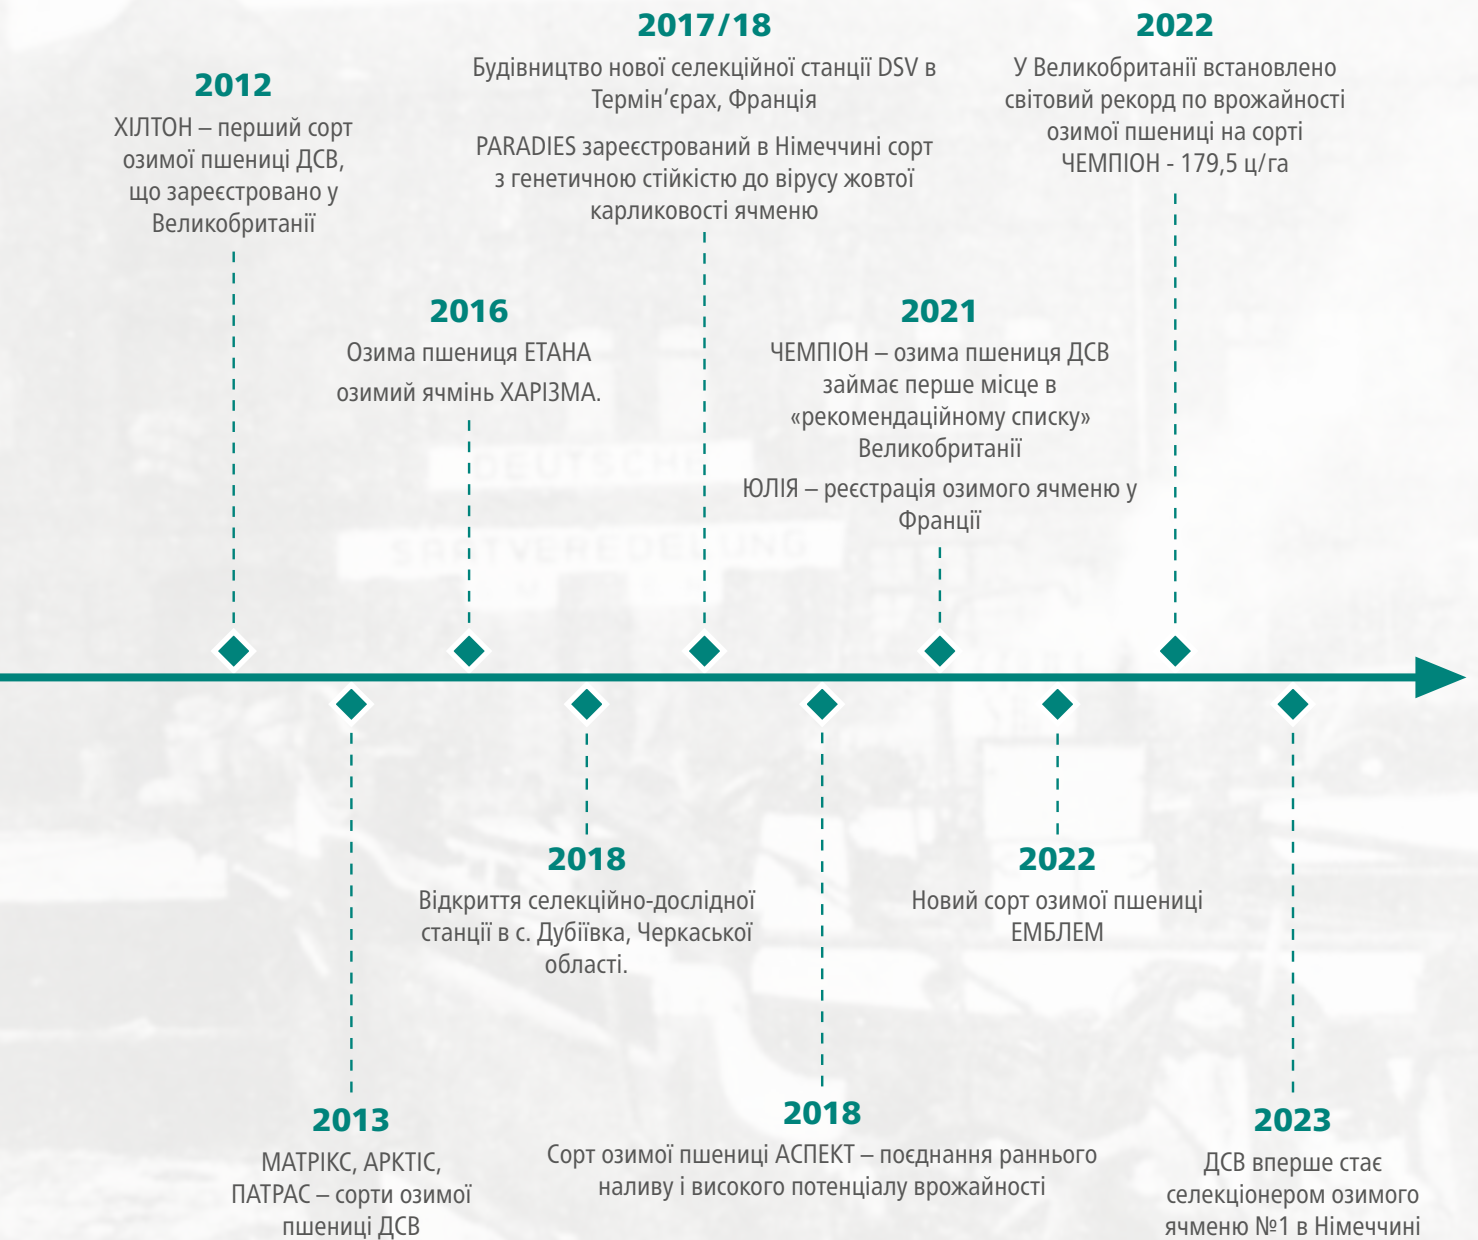 2012
ХІЛТОН – перший сорт
озимої пшениці ДСВ,
що зареєстровано у
Великобританії
2016
Озима пшениця ЕТАНА
озимий ячмінь ХАРІЗМА.
2017/18
Будівництво нової селекційної станції DSV в
Термін’єрах, Франція
PARADIES зареєстрований в Німеччині сорт
з генетичною стійкістю до вірусу жовтої
карликовості ячменю
2021
ЧЕМПІОН – озима пшениця ДСВ
займає перше місце в
«рекомендаційному списку»
Великобританії
ЮЛІЯ – реєстрація озимого ячменю у
Франції
2022
У Великобританії встановлено
світовий рекорд по врожайності
озимої пшениці на сорті
ЧЕМПІОН - 179,5 ц/га
DEUTSCHE
SAATVEREDELUNG
2013
МАТРІКС, АРКТІС,
ПАТРАС – сорти озимої
пшениці ДСВ
2018
Відкриття селекційно-дослідної
станції в с. Дубіївка, Черкаської
області.
2018
Сорт озимої пшениці АСПЕКТ – поєднання раннього
наливу і високого потенціалу врожайності
2022
Новий сорт озимої пшениці
ЕМБЛЕМ
2023
ДСВ вперше стає
селекціонером озимого
ячменю №1 в Німеччині